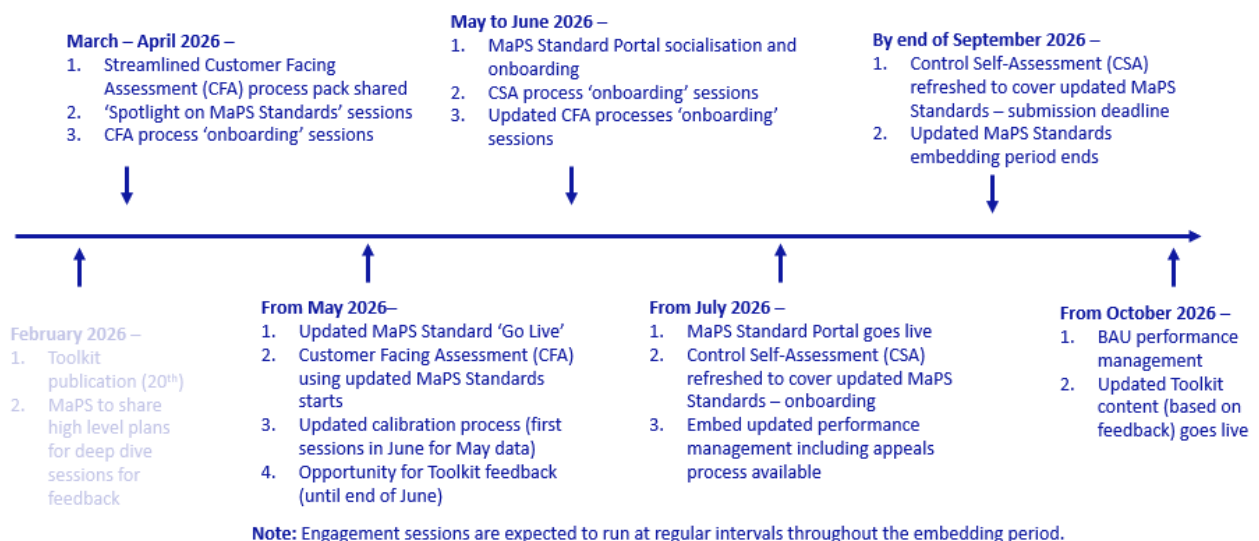 March – April 2026 –
1. Streamlined Customer Facing
Assessment (CFA) process pack shared
2. ‘Spotlight on MaPS Standards’ sessions
3. CFA process ‘onboarding’ sessions
May to June 2026 –
1. MaPS Standard Portal socialisation and
onboarding
2. CSA process ‘onboarding’ sessions
3. Updated CFA processes ‘onboarding’
sessions
By end of September 2026 –
1. Control Self-Assessment (CSA)
refreshed to cover updated MaPS
Standards – submission deadline
2. Updated MaPS Standards
embedding period ends
February 2026 –
1. Toolkit
publication (20th)
2. MaPS to share
high level plans
for deep dive
sessions for
feedback
From May 2026–
1. Updated MaPS Standard ‘Go Live’
2. Customer Facing Assessment (CFA)
using updated MaPS Standards
starts
3. Updated calibration process (first
sessions in June for May data)
4. Opportunity for Toolkit feedback
(until end of June)
From July 2026 –
1. MaPS Standard Portal goes live
2. Control Self-Assessment (CSA)
refreshed to cover updated MaPS
Standards – onboarding
3. Embed updated performance
management including appeals
process available
From October 2026 –
1. BAU performance
management
2. Updated Toolkit
content (based on
feedback) goes live
Note: Engagement sessions are expected to run at regular intervals throughout the embedding period.